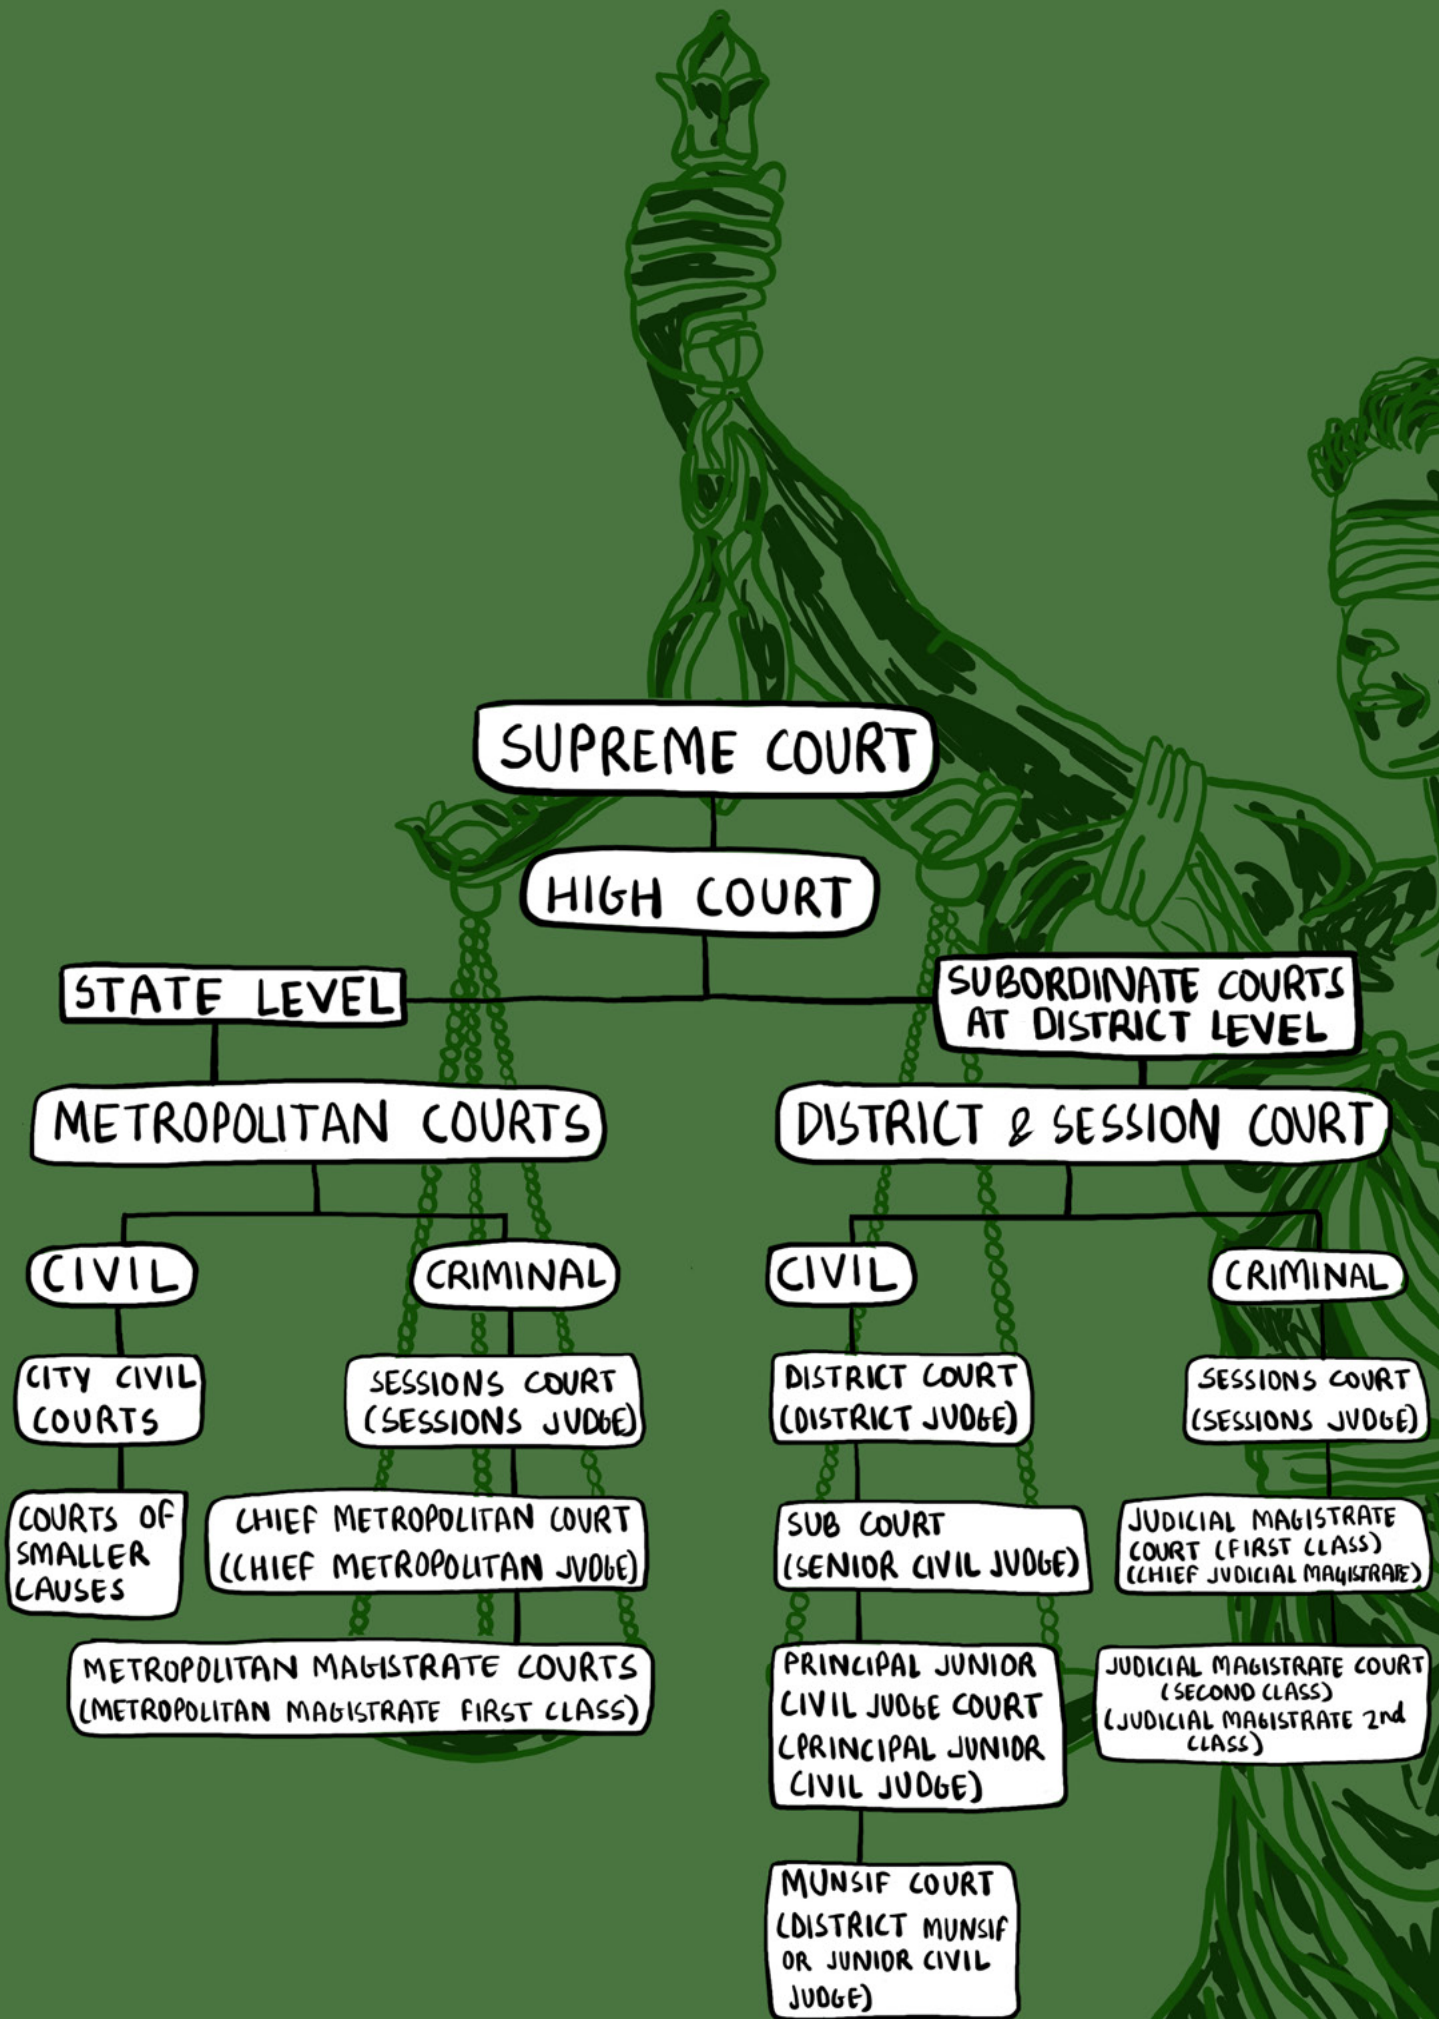 SUPREME COURT
HIGH COURT
STATE LEVEL
SUBORDINATE COURTS
AT DISTRICT LEVEL
METROPOLITAN COURTS
DISTRICT & SESSION COURT
CIVIL
CRIMINAL
CIVIL
CRIMINAL
CITY CIVIL
COURTS
SESSIONS COURT
(SESSIONS JUDGE)
DISTRICT COURT
(DISTRICT JUDGE)
SESSIONS COURT
(SESSIONS JUDGE)
COURTS OF
SMALLER
CAUSES
CHIEF METROPOLITAN COURT
(CHIEF METROPOLITAN JUDGE)
SUB COURT
(SENIOR CIVIL JUDGE)
JUDICIAL MAGISTRATE
COURT (FIRST CLASS)
(CHIEF JUDICIAL MAGISTRATE)
METROPOLITAN MAGISTRATE COURTS
(METROPOLITAN MAGISTRATE FIRST CLASS)
PRINCIPAL JUNIOR
CIVIL JUDGE COURT
(PRINCIPAL JUNIOR
CIVIL JUDGE)
JUDICIAL MAGISTRATE COURT
(SECOND CLASS)
(JUDICIAL MAGISTRATE 2nd
CLASS)
MUNSIF COURT
(DISTRICT MUNSIF
OR JUNIOR CIVIL
JUDGE)